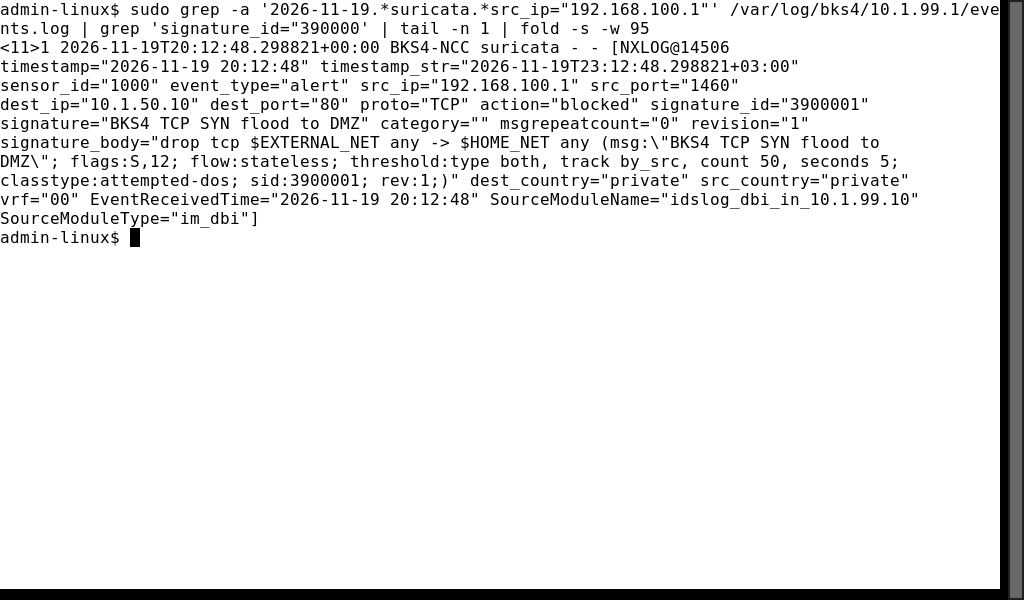 admin-linux$ sudo grep -a '2026-11-19.*suricata.*src_ip="192.168.100.1"' /var/log/bks4/10.1.99.1/eve
nts.log | grep 'signature_id="390000' | tail -n 1 | fold -s -w 95
<11>1 2026-11-19T20:12:48.298821+00:00 BKS4-NCC suricata - - [NXLOG@14506
timestamp="2026-11-19 20:12:48" timestamp_str="2026-11-19T23:12:48.298821+03:00"
sensor_id="1000" event_type="alert" src_ip="192.168.100.1" src_port="1460"
dest_ip="10.1.50.10" dest_port="80" proto="TCP" action="blocked" signature_id="3900001"
signature="BKS4 TCP SYN flood to DMZ" category="" msgrepeatcount="0" revision="1"
signature_body="drop tcp $EXTERNAL_NET any -> $HOME_NET any (msg:\"BKS4 TCP SYN flood to
DMZ\"; flags:S,12; flow:stateless; threshold:type both, track by_src, count 50, seconds 5;
classtype:attempted-dos; sid:3900001; rev:1;)" dest_country="private" src_country="private"
vrf="00" EventReceivedTime="2026-11-19 20:12:48" SourceModuleName="idslog_dbi_in_10.1.99.10"
SourceModuleType="im_dbi"]
admin-linux$